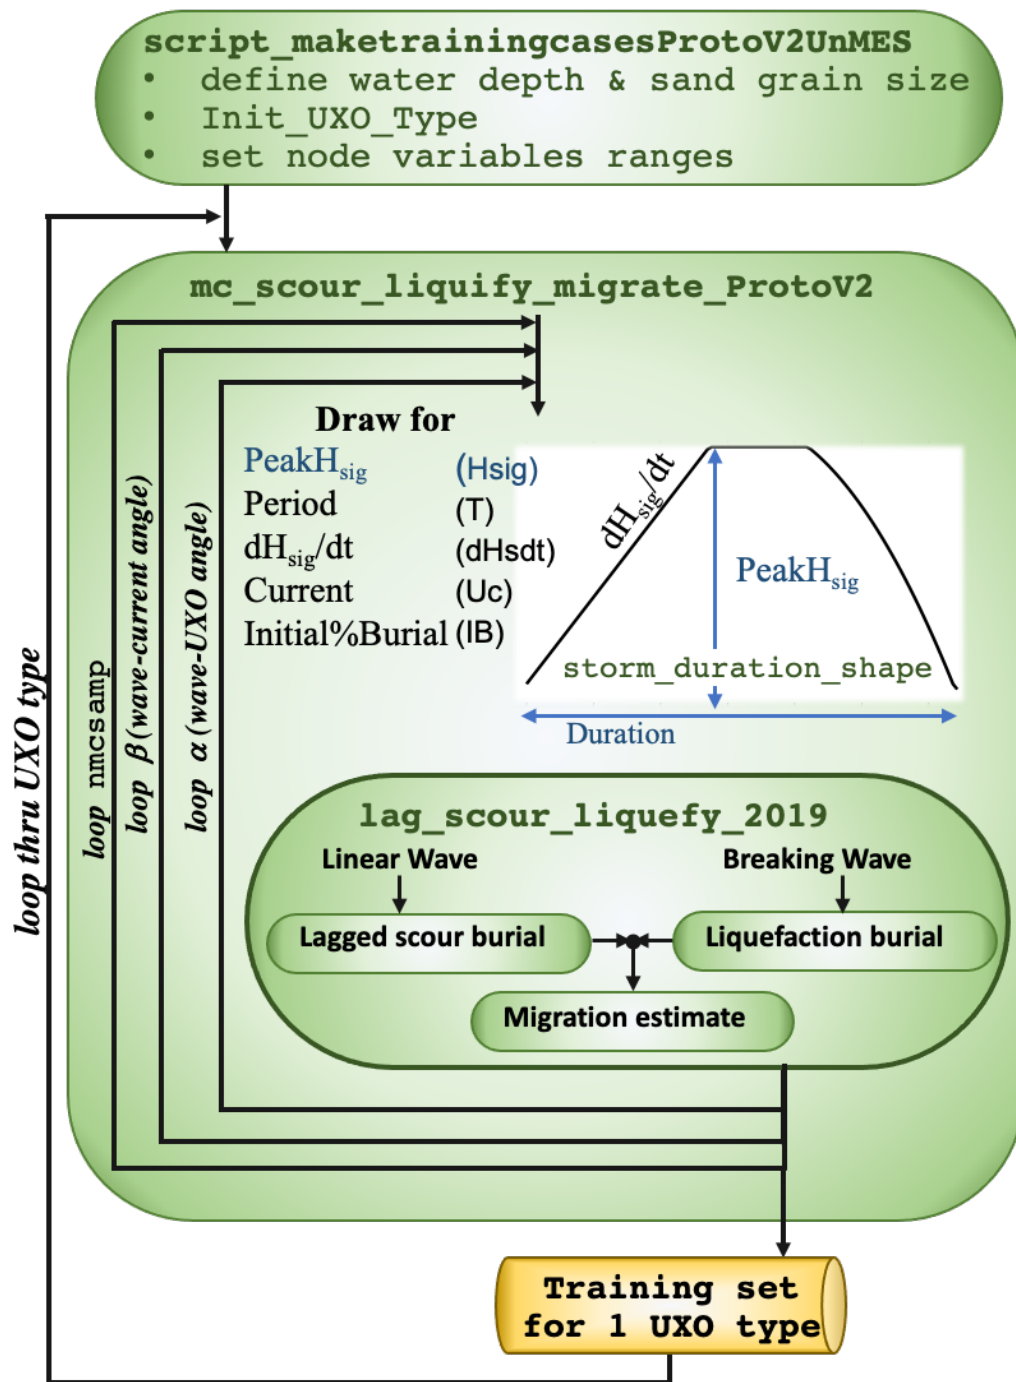 script_maketrainingcasesProtoV2UnMES
• define water depth & sand grain size
• Init_UXO_Type
• set node variables ranges
mc_scour_liquify_migrate_ProtoV2
loop thru UXO type
loop nmcsamp
loop β (wave-current angle)
loop α (wave-UXO angle)
Draw for
PeakHsig (Hsig)
Period (T)
dHsig/dt (dHsdt)
Current (Uc)
Initial%Burial (IB)
dHsig/dt
PeakHsig
storm_duration_shape
Duration
lag_scour_liquefy_2019
Linear Wave
Breaking Wave
Lagged scour burial
Liquefaction burial
Migration estimate
Training set
for 1 UXO type